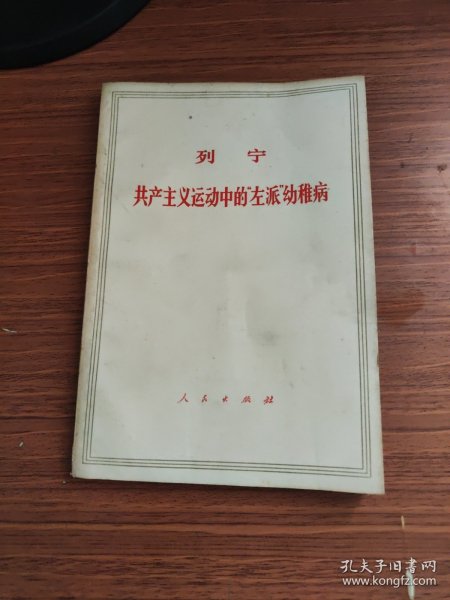 列 宁
共产主义运动中的“左派”幼稚病
人民出版社
孔夫子旧书网
www.kongfz.com